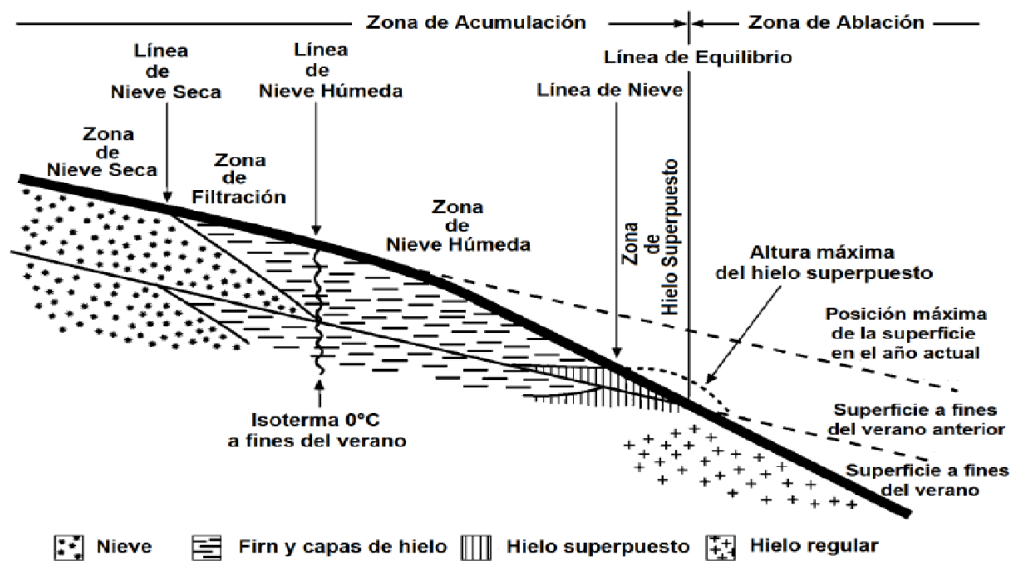 Zona de Acumulación
Zona de Ablación
Línea de Equilibrio
Línea
de
Nieve Seca
Línea
de
Nieve Húmeda
Línea de Nieve
Zona
de
Nieve Seca
Zona
de
Filtración
Zona
de
Nieve Húmeda
Zona
de
Hielo Superpuesto
Altura máxima
del hielo superpuesto
Posición máxima
de la superficie
en el año actual
Isoterma 0ºC
a fines del verano
Superficie a fines
del verano anterior
Superficie a fines
del verano
Nieve
Firn y capas de hielo
Hielo superpuesto
Hielo regular